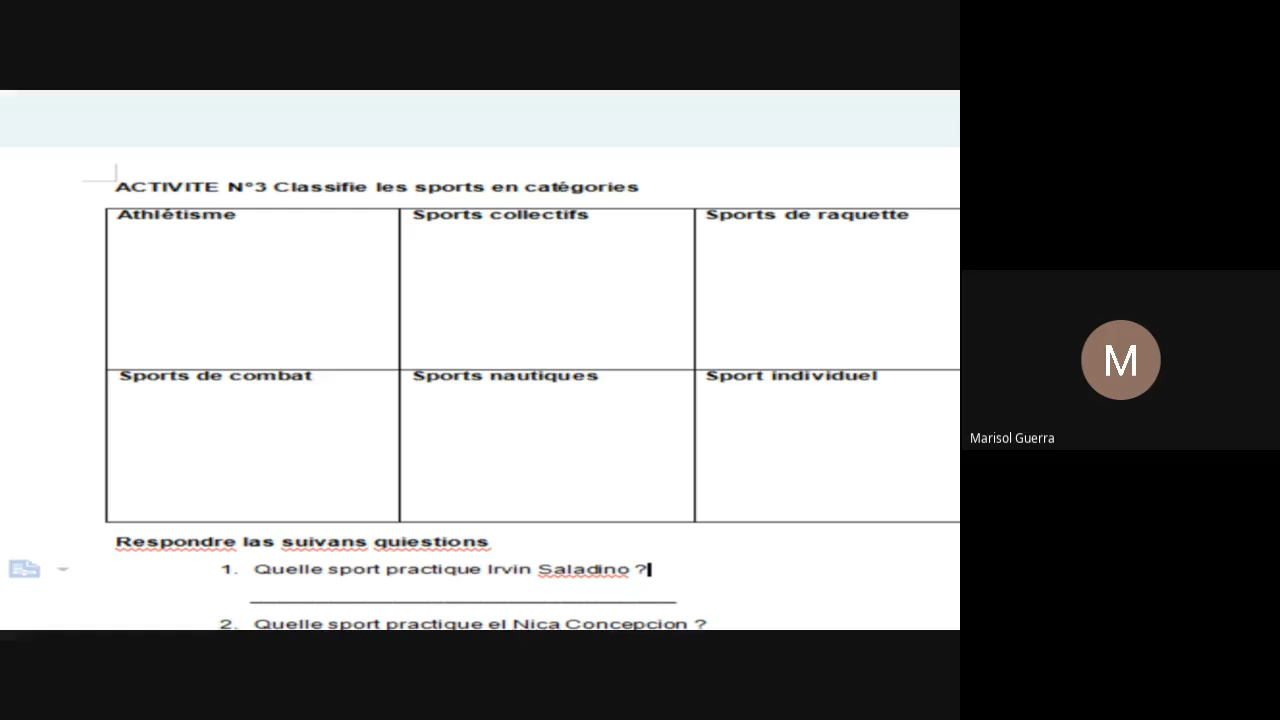 ACTIVITE N°3 Classifie les sports en catégories
Athlétisme Sports collectifs Sports de raquette
Sports de combat Sports nautiques Sport individuel
Respondre las suivans quiestions
1. Quelle sport practique Irvin Saladino ?
2. Quelle sport practique el Nica Concepcion ?
M
Marisol Guerra